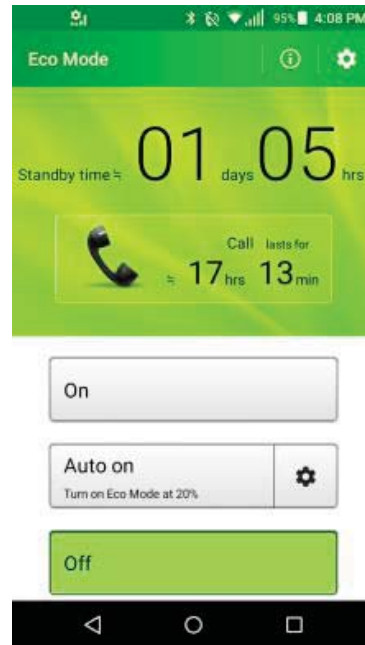 95% 4:08 PM
Eco Mode
Standby time≒ 01 days 05 hrs
Call lasts for
≒ 17 hrs 13 min
On
Auto on
Turn on Eco Mode at 20%
Off